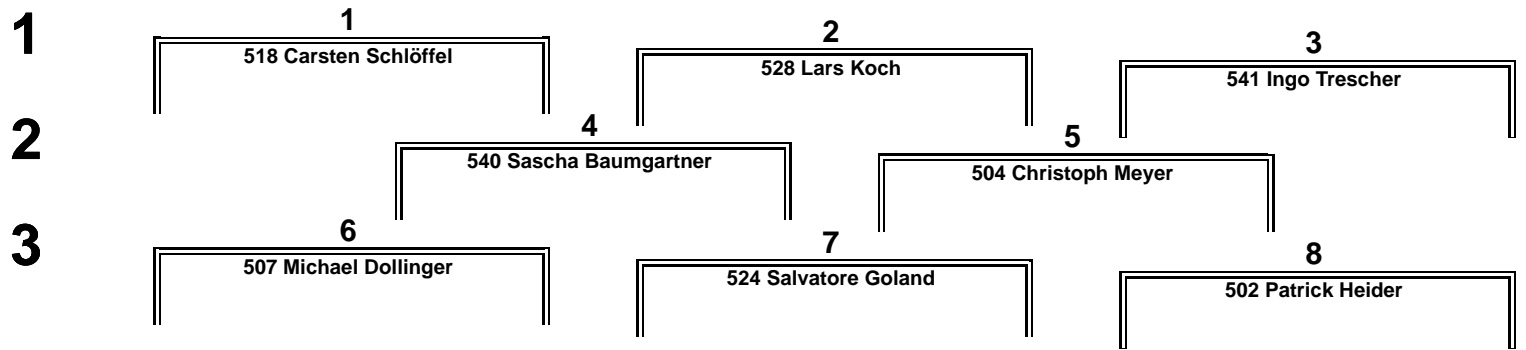 1
1 2 3
518 Carsten Schlöffel 528 Lars Koch 541 Ingo Trescher
2
4 5
540 Sascha Baumgartner 504 Christoph Meyer
3
6 7 8
507 Michael Dollinger 524 Salvatore Goland 502 Patrick Heider